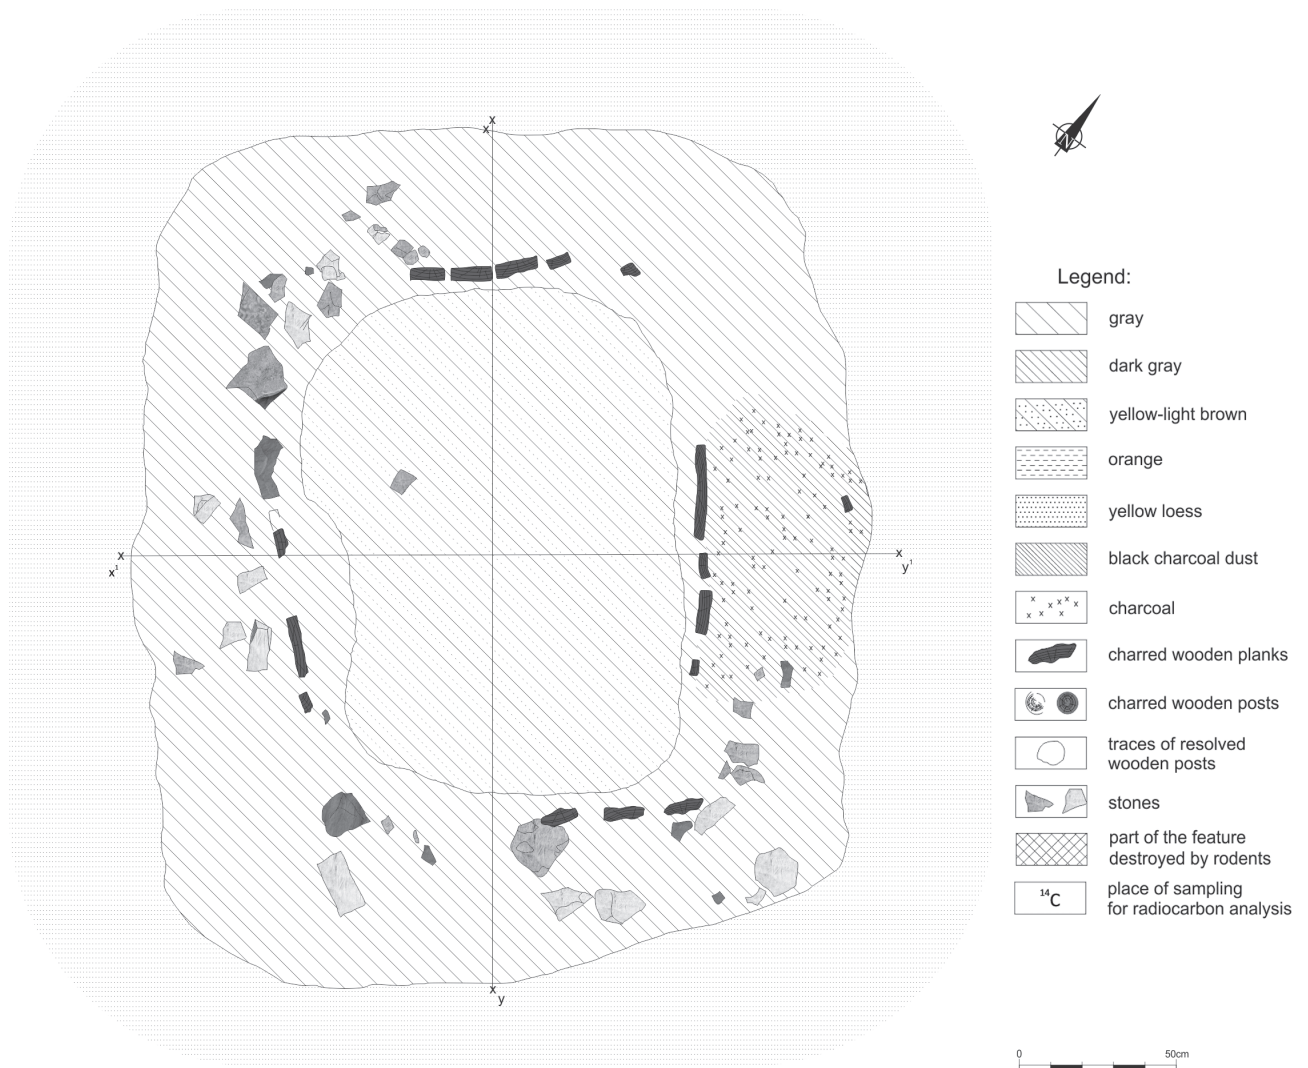 x
x
N
x
x¹
x
y¹
x
y
Legend:
gray
dark gray
yellow-light brown
orange
yellow loess
black charcoal dust
charcoal
charred wooden planks
charred wooden posts
traces of resolved
wooden posts
stones
part of the feature
destroyed by rodents
¹⁴C
place of sampling
for radiocarbon analysis
0 50cm